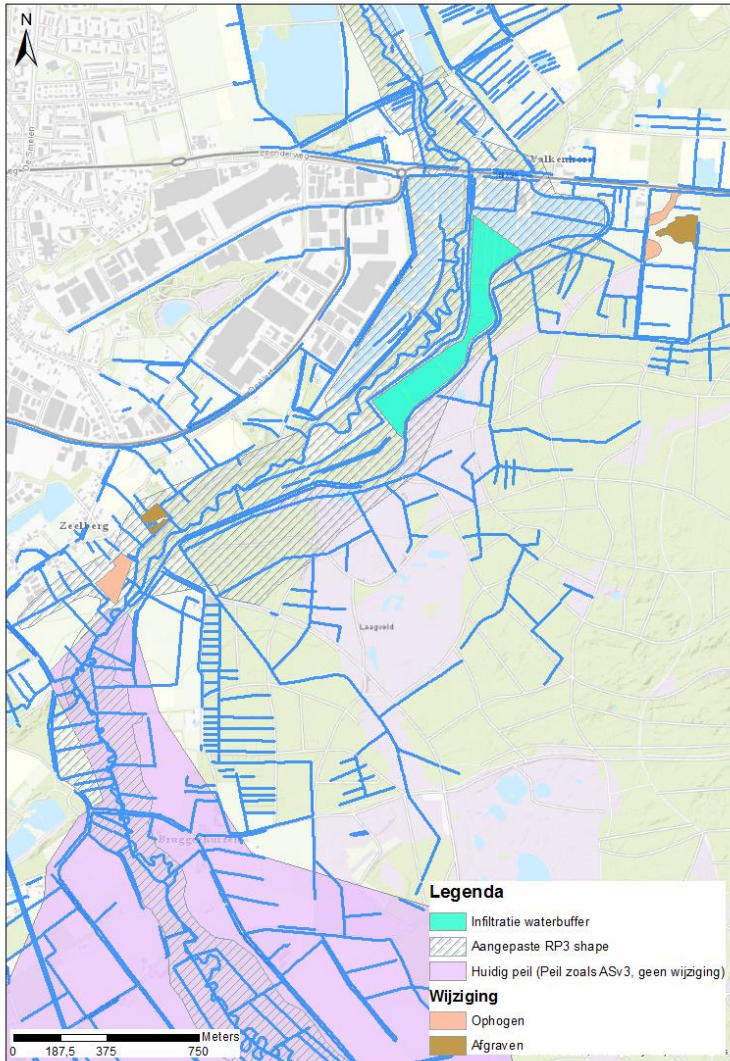 N
Valkenhorst
Zeelberg
Laagveld
Legenda
Infiltratie waterbuffer
Aangepaste RP3 shape
Huidig peil (Peil zoals ASv3, geen wijziging)
Wijziging
Ophogen
Afgraven
Meters
0 187,5 375 750